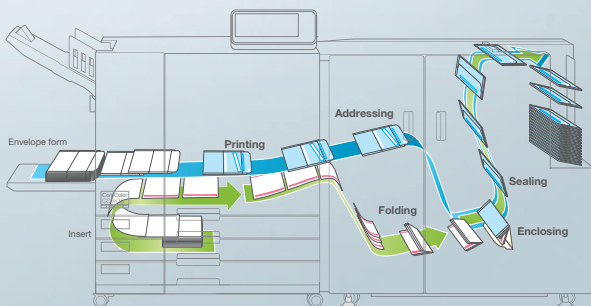 Addressing
Printing
Envelope form
Sealing
Folding
Insert
Enclosing